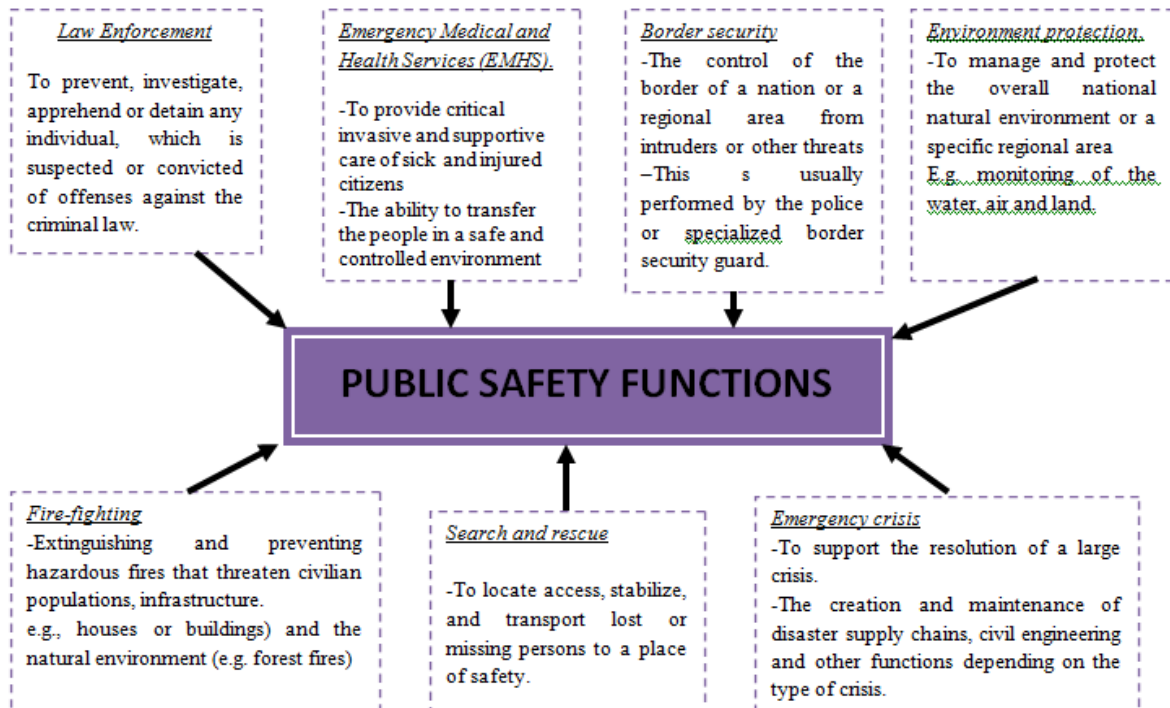 Law Enforcement
To prevent, investigate,
apprehend or detain any
individual, which is
suspected or convicted
of offenses against the
criminal law.
Emergency Medical and
Health Services (EMHS).
-To provide critical
invasive and supportive
care of sick and injured
citizens
-The ability to transfer
the people in a safe and
controlled environment
Border security
-The control of the
border of a nation or a
regional area from
intruders or other threats
–This s usually
performed by the police
or specialized border
security guard.
Environment protection.
-To manage and protect
the overall national
natural environment or a
specific regional area
E.g. monitoring of the
water, air and land.
PUBLIC SAFETY FUNCTIONS
Fire-fighting
-Extinguishing and preventing
hazardous fires that threaten civilian
populations, infrastructure.
e.g., houses or buildings) and the
natural environment (e.g. forest fires)
Search and rescue
-To locate access, stabilize,
and transport lost or
missing persons to a place
of safety.
Emergency crisis
-To support the resolution of a large
crisis.
-The creation and maintenance of
disaster supply chains, civil engineering
and other functions depending on the
type of crisis.